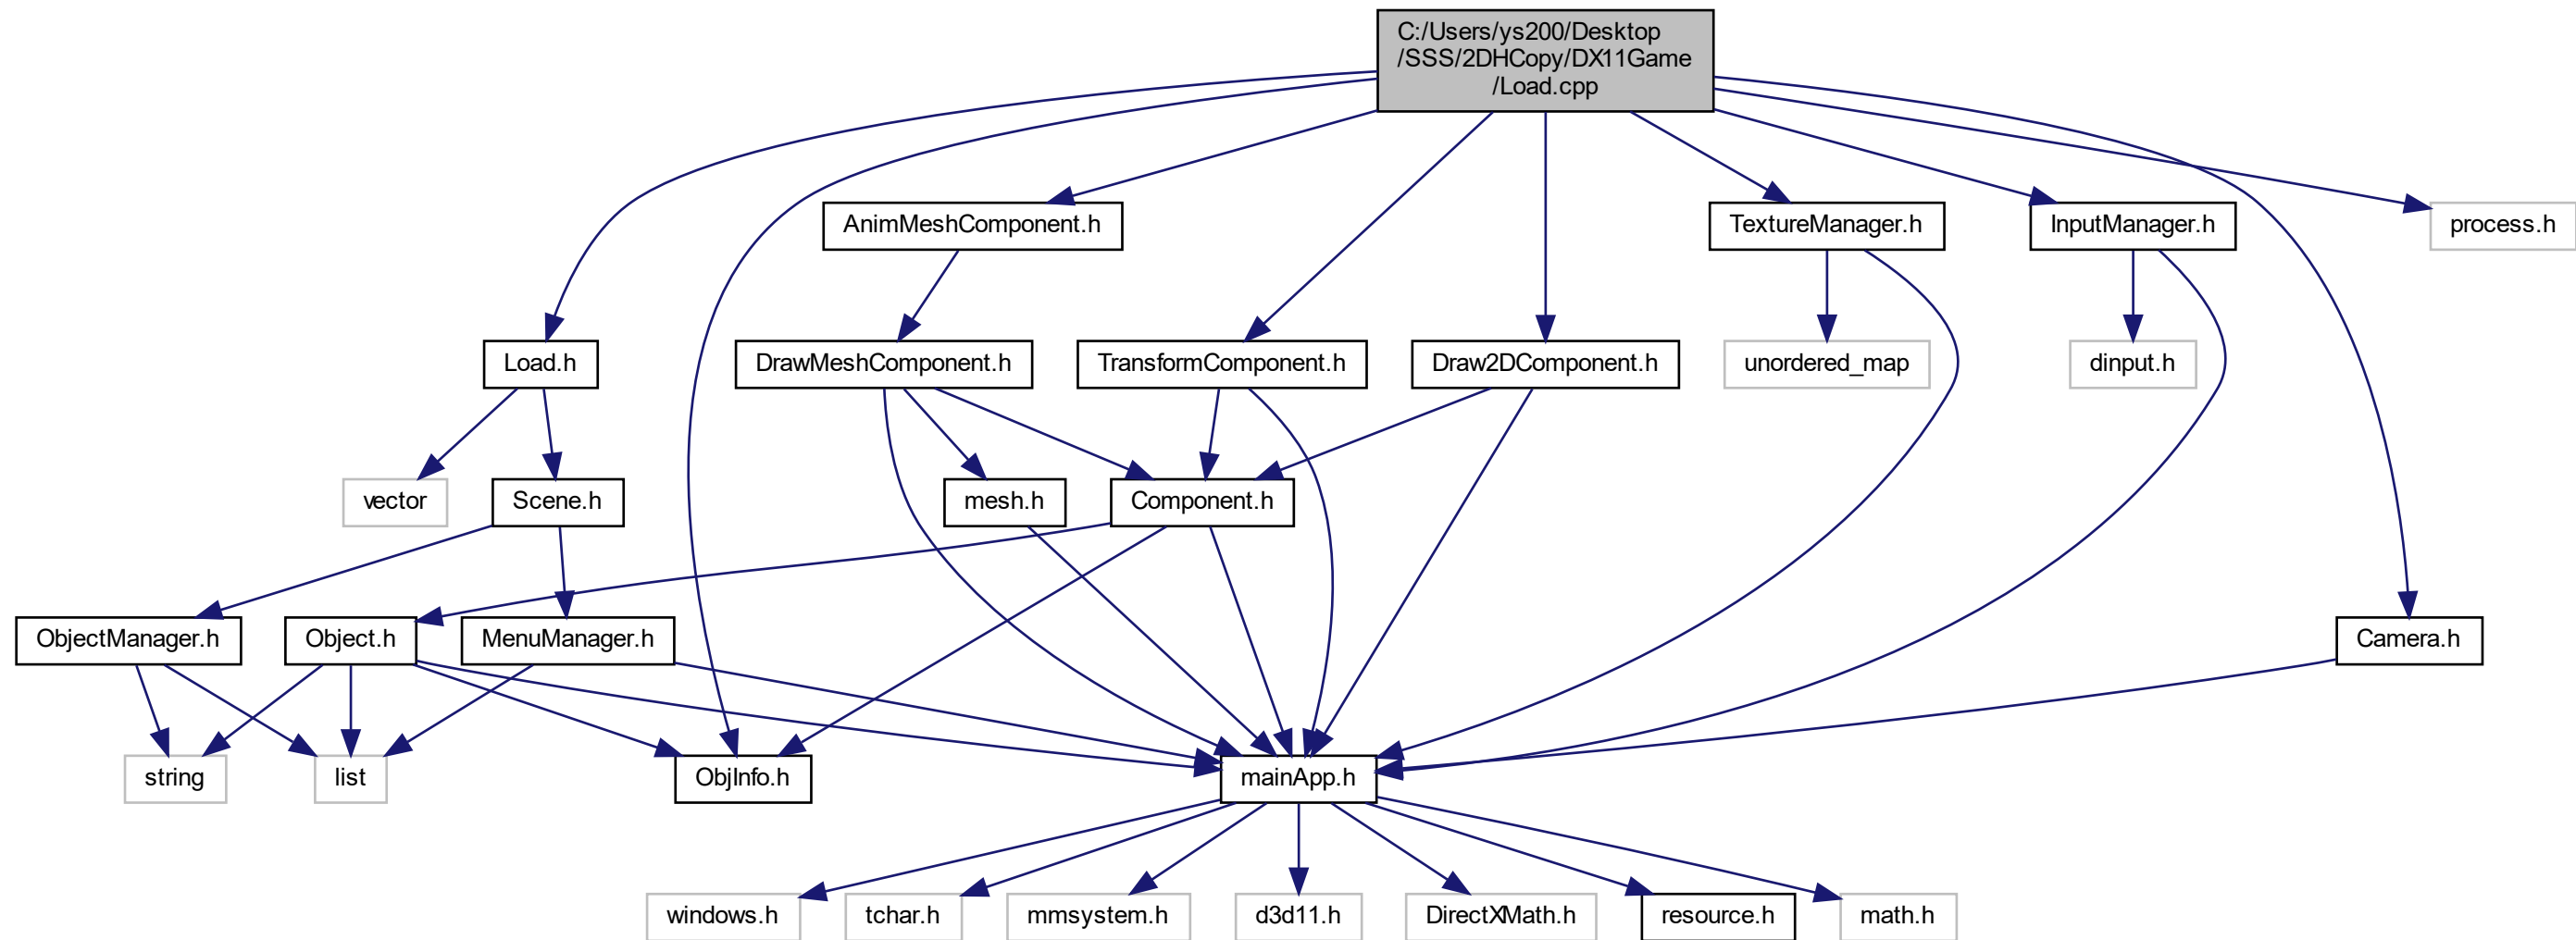 C:/Users/ys200/Desktop
/SSS/2DHCopy/DX11Game
/Load.cpp
AnimMeshComponent.h
TextureManager.h
InputManager.h
process.h
Load.h
DrawMeshComponent.h
TransformComponent.h
Draw2DComponent.h
unordered_map
dinput.h
vector
Scene.h
mesh.h
Component.h
ObjectManager.h
Object.h
MenuManager.h
Camera.h
string
list
ObjInfo.h
mainApp.h
windows.h
tchar.h
mmsystem.h
d3d11.h
DirectXMath.h
resource.h
math.h